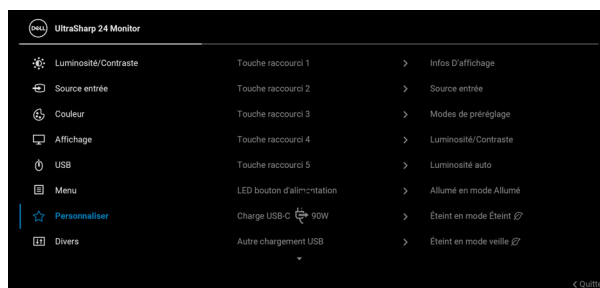 DELL UltraSharp 24 Monitor
Luminosité/Contraste Touche raccourci 1 > Infos D'affichage
Source entrée Touche raccourci 2 > Source entrée
Couleur Touche raccourci 3 > Modes de préréglage
Affichage Touche raccourci 4 > Luminosité/Contraste
USB Touche raccourci 5 > Luminosité auto
Menu LED bouton d'alimentation > Allumé en mode Allumé
Personnaliser Charge USB-C 90W > Éteint en mode Éteint
Divers Autre chargement USB > Éteint en mode veille
< Quitte